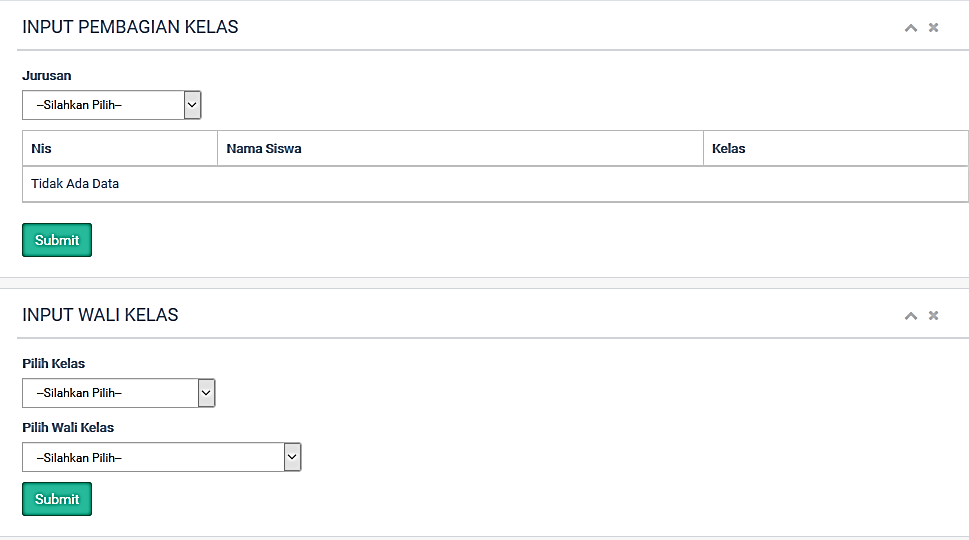 INPUT PEMBAGIAN KELAS
Jurusan
--Silahkan Pilih--
Nis Nama Siswa Kelas
Tidak Ada Data
Submit
INPUT WALI KELAS
Pilih Kelas
--Silahkan Pilih--
Pilih Wali Kelas
--Silahkan Pilih--
Submit